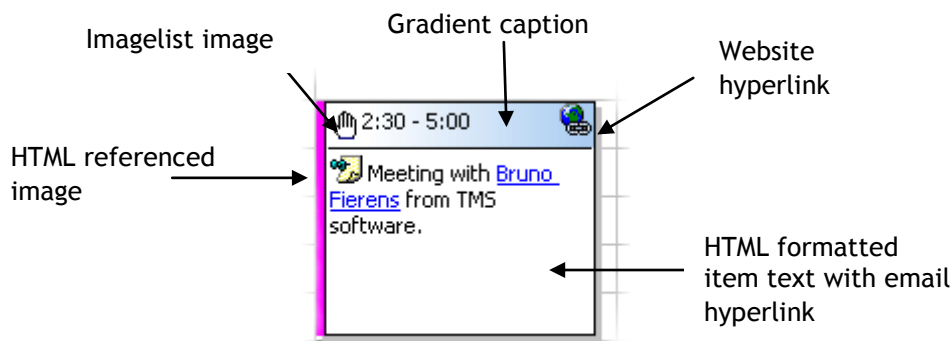 Gradient caption
Imagelist image
Website
hyperlink
2:30 - 5:00
HTML referenced
image
Meeting with Bruno
Fierens from TMS
software.
HTML formatted
item text with email
hyperlink